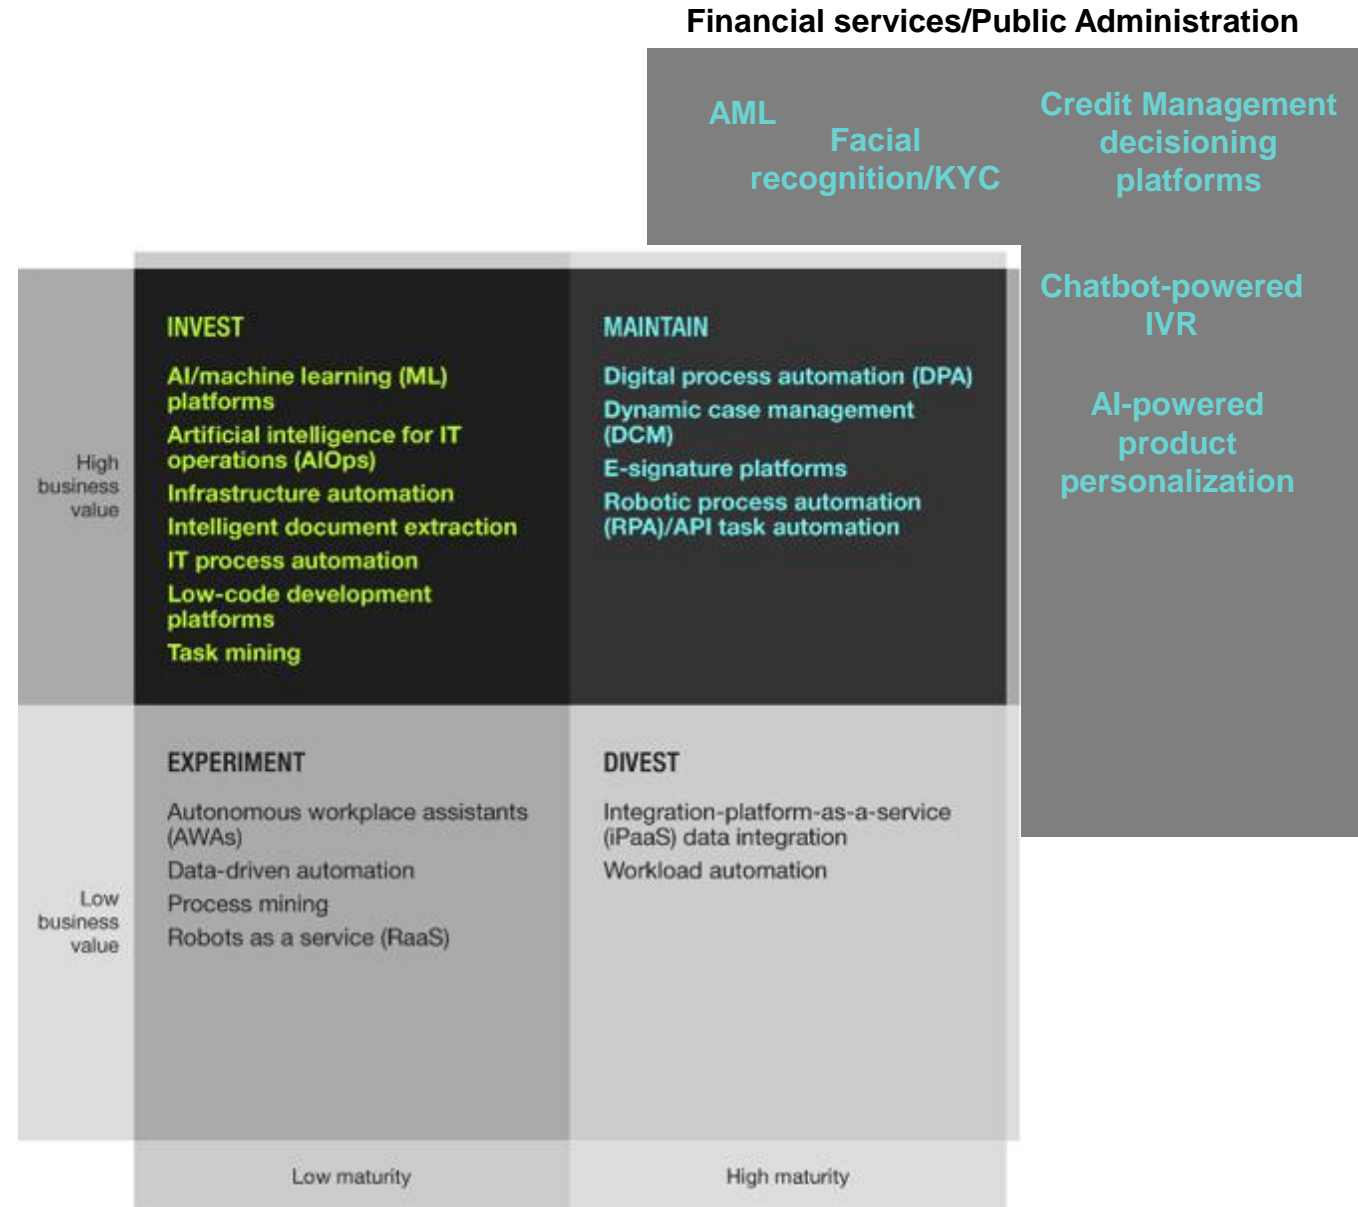 Financial services/Public Administration
AML
Facial
recognition/KYC
Credit Management
decisioning
platforms
Chatbot-powered
IVR
AI-powered
product
personalization
High
business
value
INVEST
AI/machine learning (ML)
platforms
Artificial intelligence for IT
operations (AIOps)
Infrastructure automation
Intelligent document extraction
IT process automation
Low-code development
platforms
Task mining
MAINTAIN
Digital process automation (DPA)
Dynamic case management
(DCM)
E-signature platforms
Robotic process automation
(RPA)/API task automation
Low
business
value
EXPERIMENT
Autonomous workplace assistants
(AWAs)
Data-driven automation
Process mining
Robots as a service (RaaS)
DIVEST
Integration-platform-as-a-service
(iPaaS) data integration
Workload automation
Low maturity
High maturity